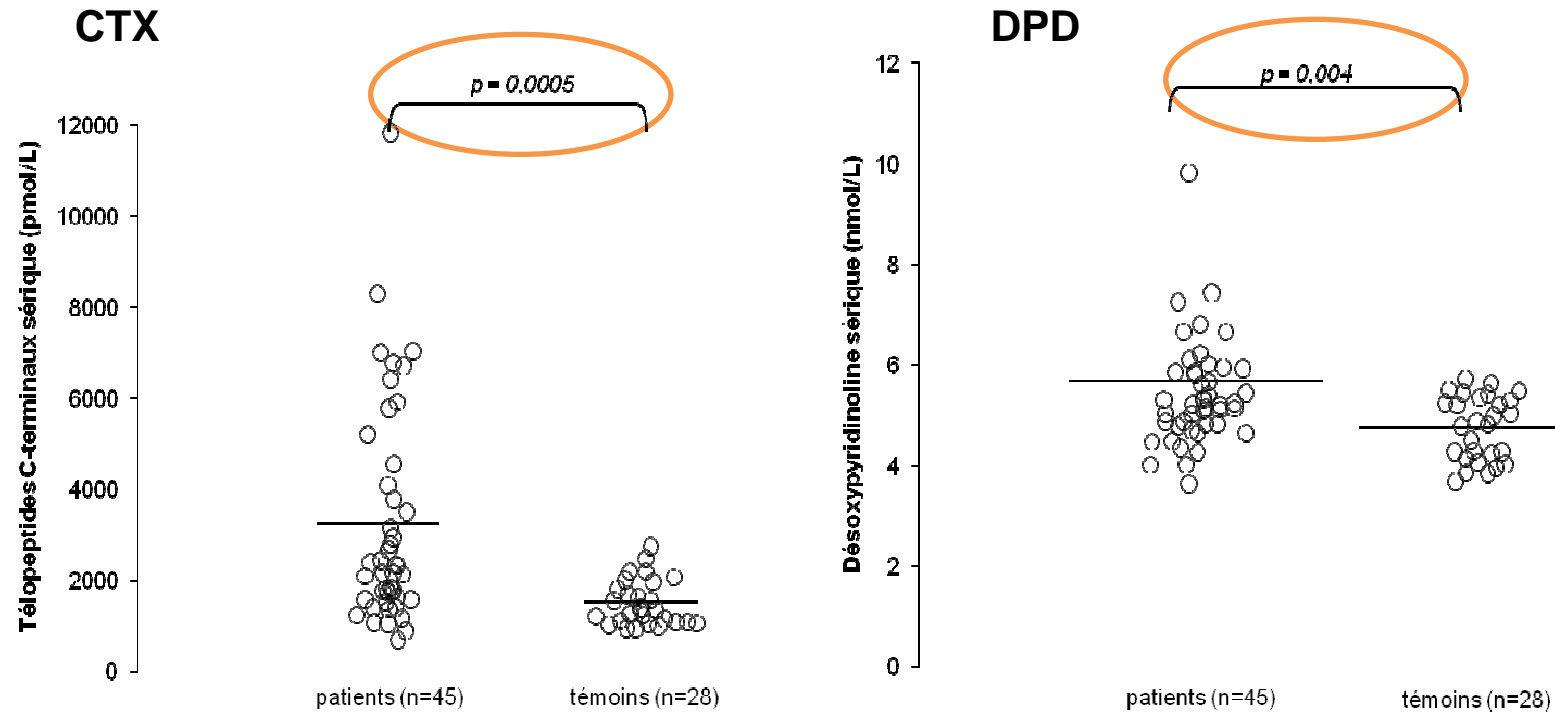 CTX
p = 0,0005
Télopeptides C-terminaux sérique (pmol/L)
12000
10000
8000
6000
4000
2000
0
patients (n=45)
témoins (n=28)
DPD
p = 0,004
Désoxypyridinoline sérique (nmol/L)
12
10
8
6
4
2
0
patients (n=45)
témoins (n=28)